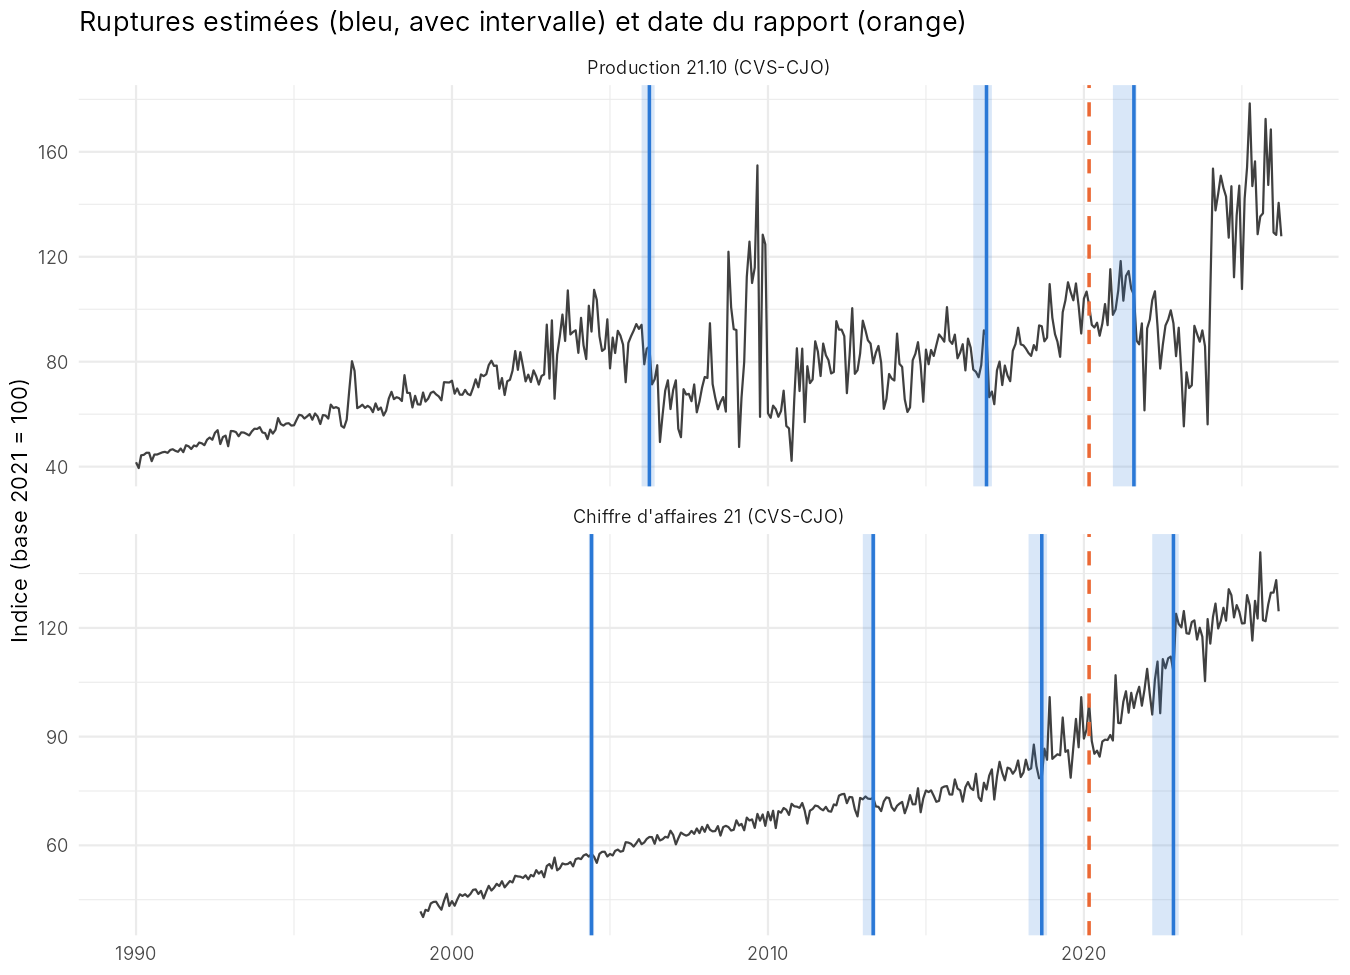 Ruptures estimées (bleu, avec intervalle) et date du rapport (orange)
Production 21.10 (CVS-CJO)
160
120
80
40
Chiffre d'affaires 21 (CVS-CJO)
120
90
60
Indice (base 2021 = 100)
1990
2000
2010
2020